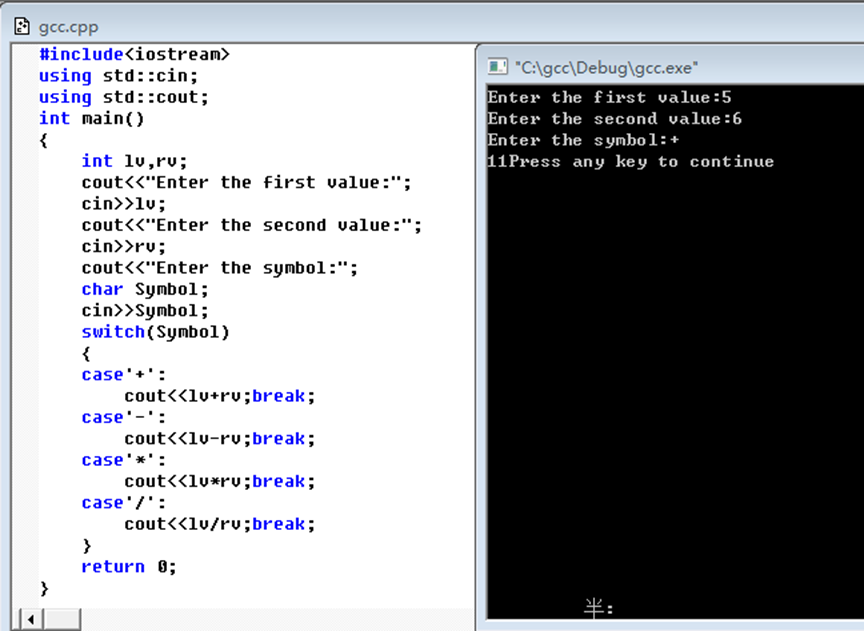 gcc.cpp
#include<iostream>
using std::cin;
using std::cout;
int main()
{
int lv,rv;
cout<<"Enter the first value:";
cin>>lv;
cout<<"Enter the second value:";
cin>>rv;
cout<<"Enter the symbol:";
char Symbol;
cin>>Symbol;
switch(Symbol)
{
case'+':
cout<<lv+rv;break;
case'-':
cout<<lv-rv;break;
case'*':
cout<<lv*rv;break;
case'/':
cout<<lv/rv;break;
}
return 0;
}
"C:\gcc\Debug\gcc.exe"
Enter the first value:5
Enter the second value:6
Enter the symbol:+
11Press any key to continue
半: